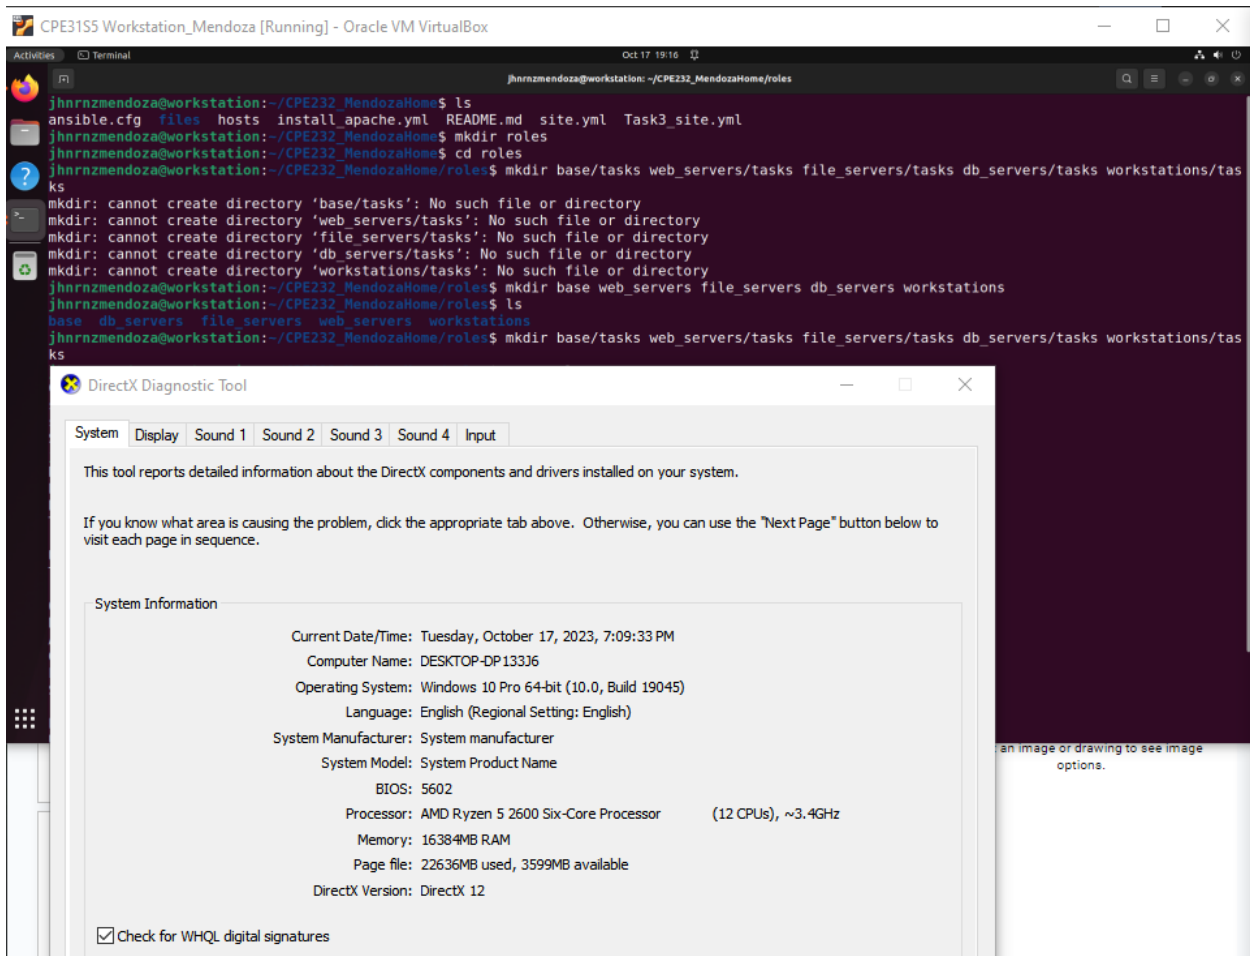 CPE31S5 Workstation_Mendoza [Running] - Oracle VM VirtualBox
Activities Terminal Oct 17 19:16
jhnrnzmendoza@workstation: ~/CPE232_MendozaHome/roles
jhnrnzmendoza@workstation:~/CPE232_MendozaHome$ ls
ansible.cfg files hosts install_apache.yml README.md site.yml Task3_site.yml
jhnrnzmendoza@workstation:~/CPE232_MendozaHome$ mkdir roles
jhnrnzmendoza@workstation:~/CPE232_MendozaHome$ cd roles
jhnrnzmendoza@workstation:~/CPE232_MendozaHome/roles$ mkdir base/tasks web_servers/tasks file_servers/tasks db_servers/tasks workstations/tas
ks
mkdir: cannot create directory ‘base/tasks’: No such file or directory
mkdir: cannot create directory ‘web_servers/tasks’: No such file or directory
mkdir: cannot create directory ‘file_servers/tasks’: No such file or directory
mkdir: cannot create directory ‘db_servers/tasks’: No such file or directory
mkdir: cannot create directory ‘workstations/tasks’: No such file or directory
jhnrnzmendoza@workstation:~/CPE232_MendozaHome/roles$ mkdir base web_servers file_servers db_servers workstations
jhnrnzmendoza@workstation:~/CPE232_MendozaHome/roles$ ls
base db_servers file_servers web_servers workstations
jhnrnzmendoza@workstation:~/CPE232_MendozaHome/roles$ mkdir base/tasks web_servers/tasks file_servers/tasks db_servers/tasks workstations/tas
ks
DirectX Diagnostic Tool
System Display Sound 1 Sound 2 Sound 3 Sound 4 Input
This tool reports detailed information about the DirectX components and drivers installed on your system.
If you know what area is causing the problem, click the appropriate tab above. Otherwise, you can use the "Next Page" button below to
visit each page in sequence.
System Information
Current Date/Time: Tuesday, October 17, 2023, 7:09:33 PM
Computer Name: DESKTOP-DP133J6
Operating System: Windows 10 Pro 64-bit (10.0, Build 19045)
Language: English (Regional Setting: English)
System Manufacturer: System manufacturer
System Model: System Product Name
BIOS: 5602
Processor: AMD Ryzen 5 2600 Six-Core Processor (12 CPUs), ~3.4GHz
Memory: 16384MB RAM
Page file: 22636MB used, 3599MB available
DirectX Version: DirectX 12
Check for WHQL digital signatures
an image or drawing to see image
options.